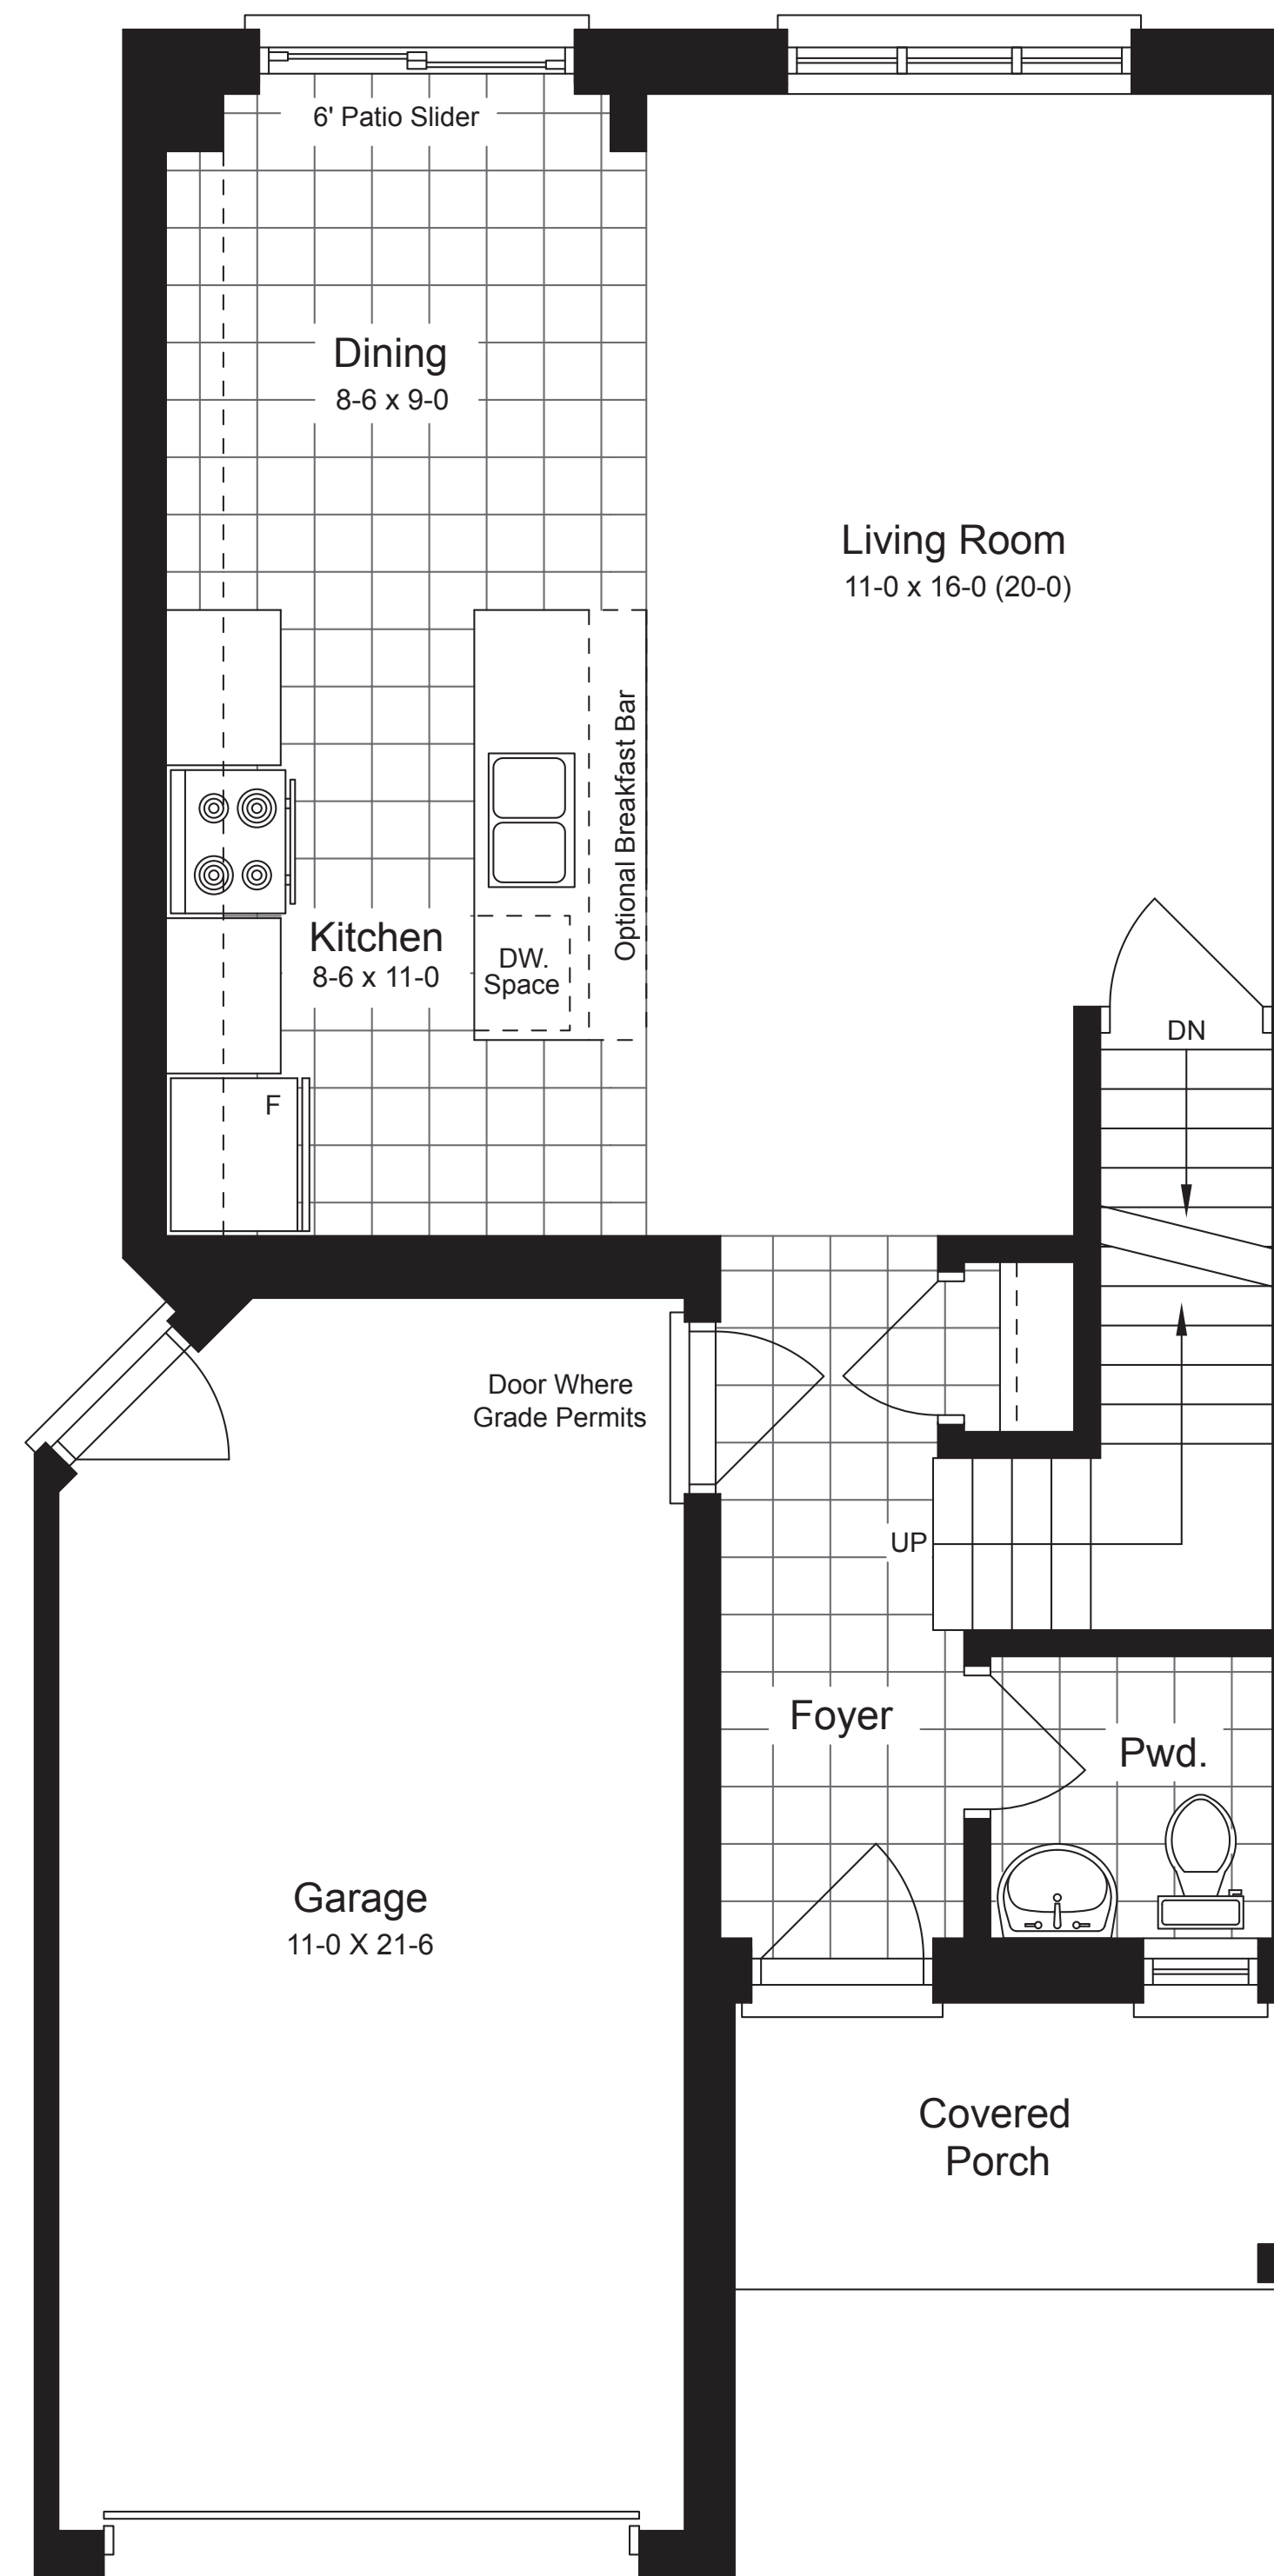 6' Patio Slider
Dining
8-6 x 9-0
Living Room
11-0 x 16-0 (20-0)
Optional Breakfast Bar
Kitchen
8-6 x 11-0
DW.
Space
DN
F
Door Where
Grade Permits
UP
Foyer
Pwd.
Garage
11-0 X 21-6
Covered
Porch